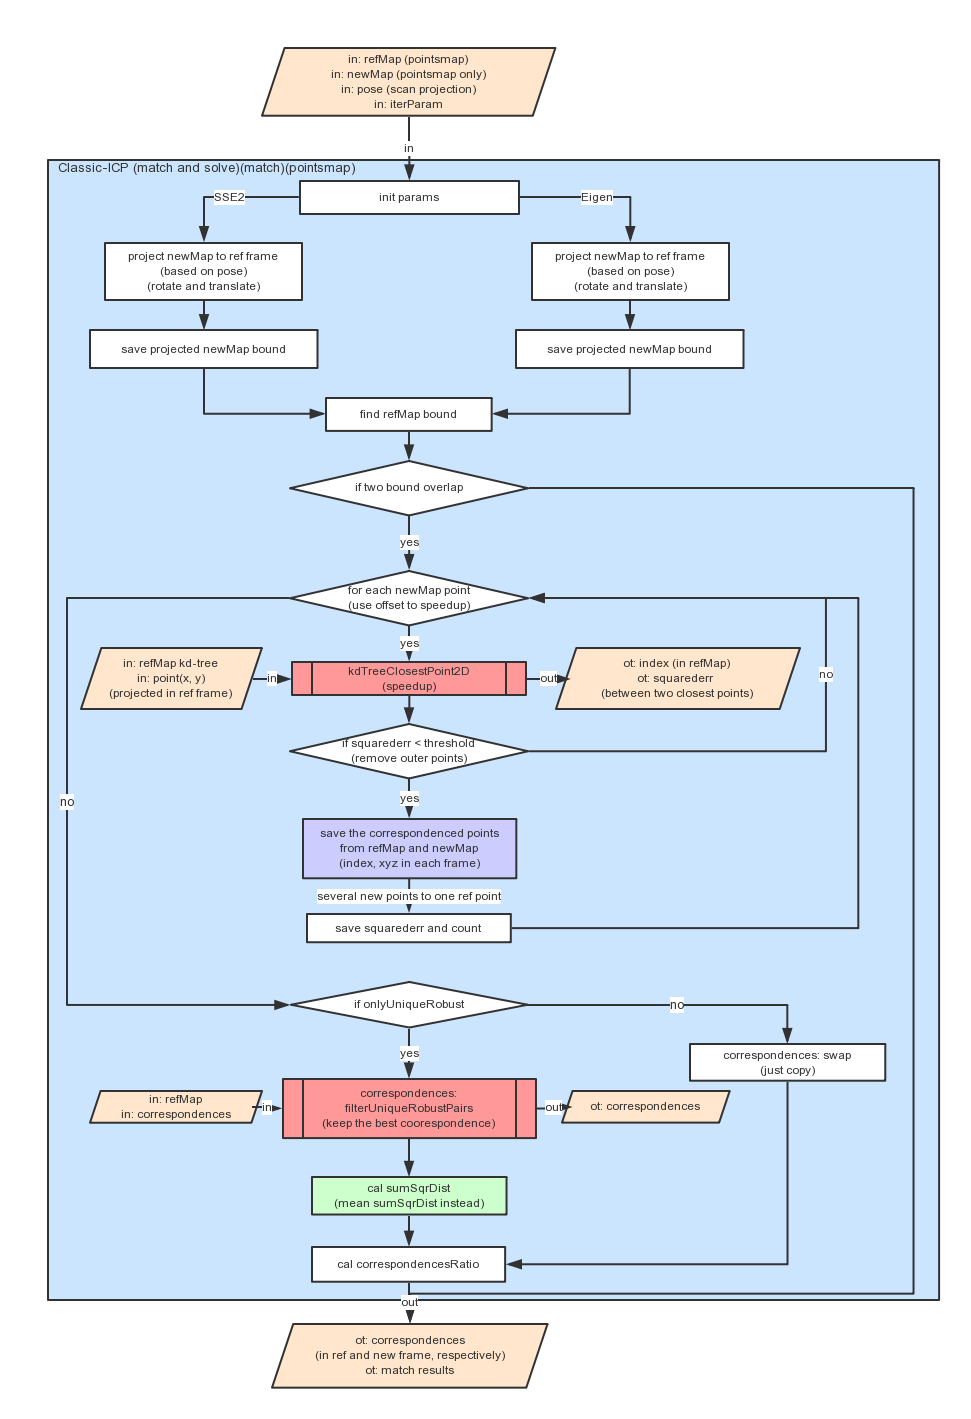 in: refMap (pointsmap)
in: newMap (pointsmap only)
in: pose (scan projection)
in: iterParam
in
Classic-ICP (match and solve)(match)(pointsmap)
init params
SSE2
Eigen
project newMap to ref frame
(based on pose)
(rotate and translate)
project newMap to ref frame
(based on pose)
(rotate and translate)
save projected newMap bound
save projected newMap bound
find refMap bound
if two bound overlap
yes
for each newMap point
(use offset to speedup)
yes
in: refMap kd-tree
in: point(x, y)
(projected in ref frame)
in
kdTreeClosestPoint2D
(speedup)
out
ot: index (in refMap)
ot: squarederr
(between two closest points)
no
if squarederr < threshold
(remove outer points)
yes
no
save the correspondenced points
from refMap and newMap
(index, xyz in each frame)
several new points to one ref point
save squarederr and count
if onlyUniqueRobust
no
yes
correspondences: swap
(just copy)
in: refMap
in: correspondences
in
correspondences:
filterUniqueRobustPairs
(keep the best coorespondence)
out
ot: correspondences
cal sumSqrDist
(mean sumSqrDist instead)
cal correspondencesRatio
out
ot: correspondences
(in ref and new frame, respectively)
ot: match results